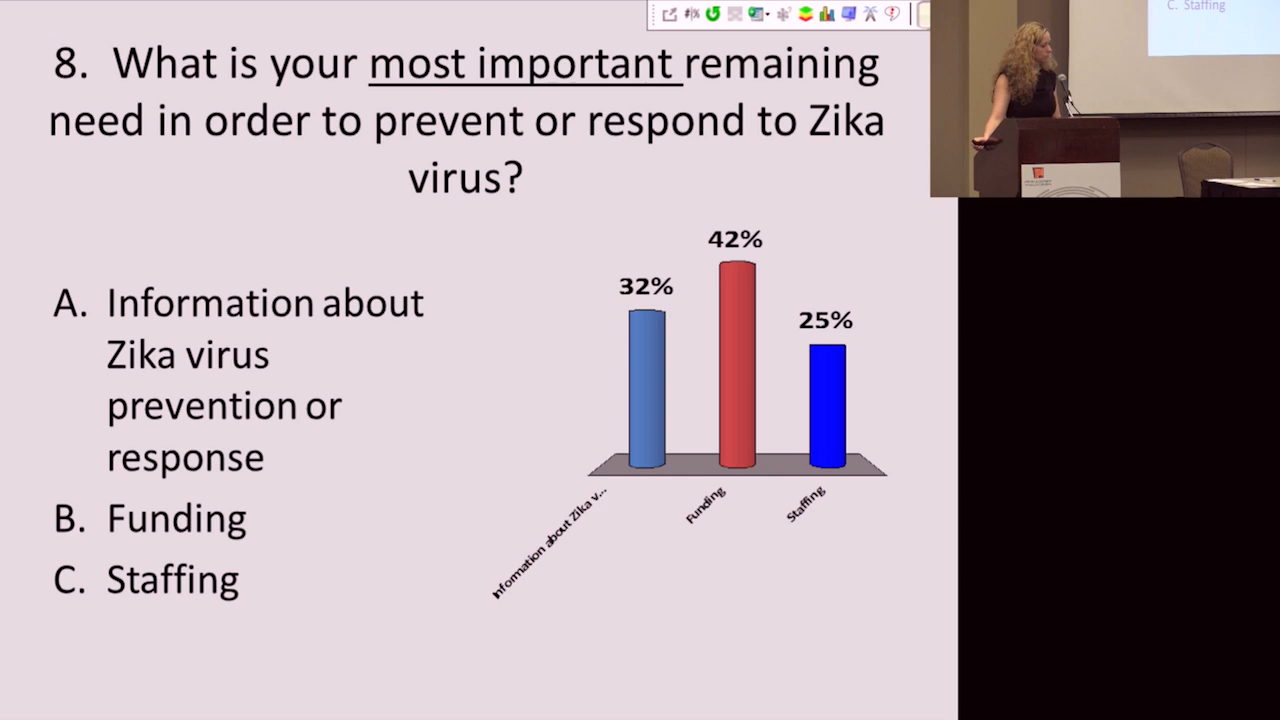 8. What is your most important remaining
need in order to prevent or respond to Zika
virus?
A. Information about
Zika virus
prevention or
response
B. Funding
C. Staffing
42%
32%
25%
Information about Zika v...
Funding
Staffing
C. Staffing